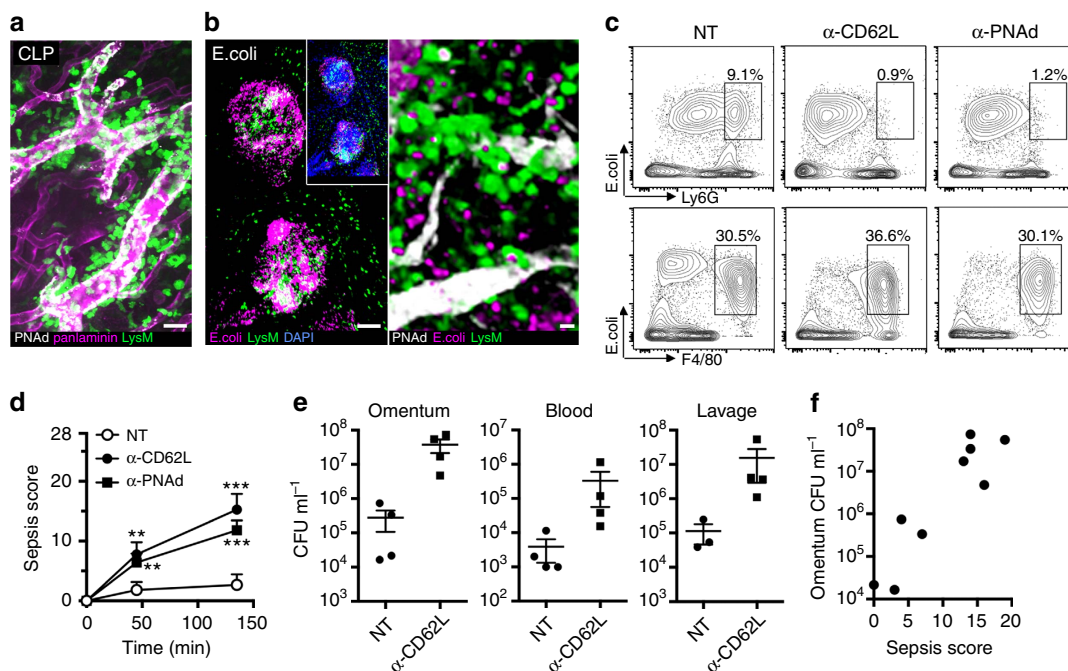 a
CLP
PNAd panlaminin LysM
b
E.coli
E.coli LysM DAPI
PNAd E.coli LysM
c
NT α-CD62L α-PNAd
9.1% 0.9% 1.2%
E.coli
Ly6G
30.5% 36.6% 30.1%
E.coli
F4/80
d
28
20
10
0
Sepsis score
NT
α-CD62L
α-PNAd
***
**
**
***
0 50 100 150
Time (min)
e
Omentum Blood Lavage
CFU ml⁻¹
10⁸
10⁷
10⁶
10⁵
10⁴
10³
NT α-CD62L
10⁷
10⁶
10⁵
10⁴
10³
10²
NT α-CD62L
10⁸
10⁷
10⁶
10⁵
10⁴
10³
NT α-CD62L
f
Omentum CFU ml⁻¹
10⁸
10⁷
10⁶
10⁵
10⁴
0 5 10 15 20
Sepsis score